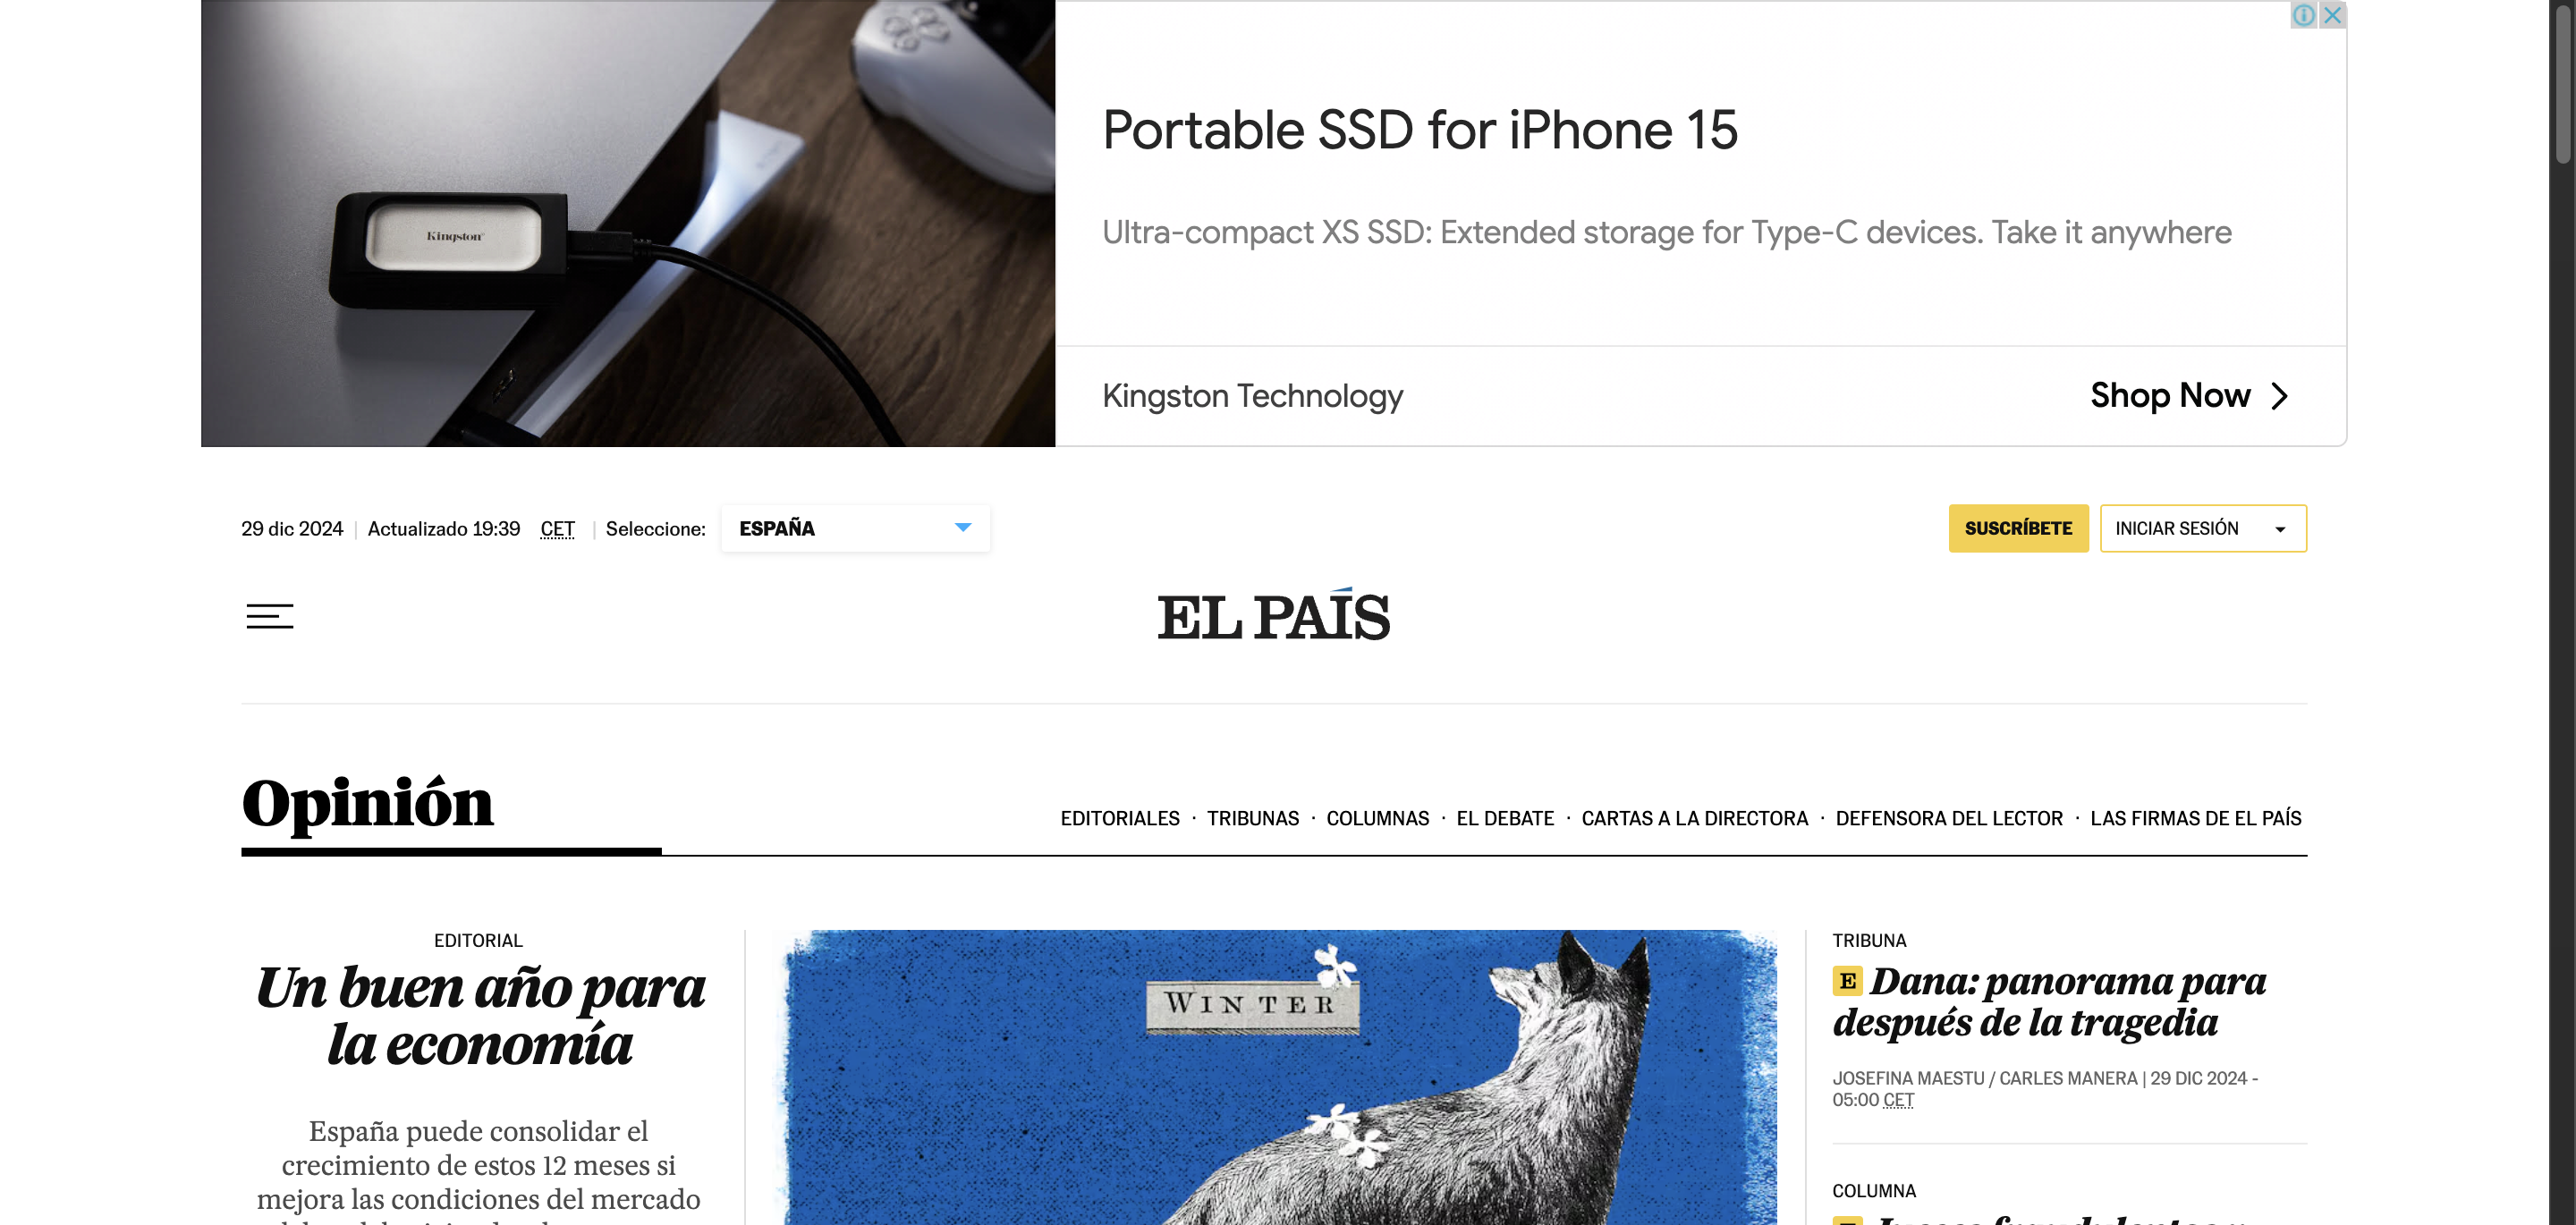 Kingston
Portable SSD for iPhone 15
Ultra-compact XS SSD: Extended storage for Type-C devices. Take it anywhere
Kingston Technology
Shop Now
29 dic 2024 | Actualizado 19:39 CET | Seleccione: ESPAÑA
SUSCRÍBETE
INICIAR SESIÓN
EL PAÍS
Opinión
EDITORIALES · TRIBUNAS · COLUMNAS · EL DEBATE · CARTAS A LA DIRECTORA · DEFENSORA DEL LECTOR · LAS FIRMAS DE EL PAÍS
EDITORIAL
Un buen año para
la economía
España puede consolidar el
crecimiento de estos 12 meses si
mejora las condiciones del mercado
WINTER
TRIBUNA
E Dana: panorama para
después de la tragedia
JOSEFINA MAESTU / CARLES MANERA | 29 DIC 2024 -
05:00 CET
COLUMNA